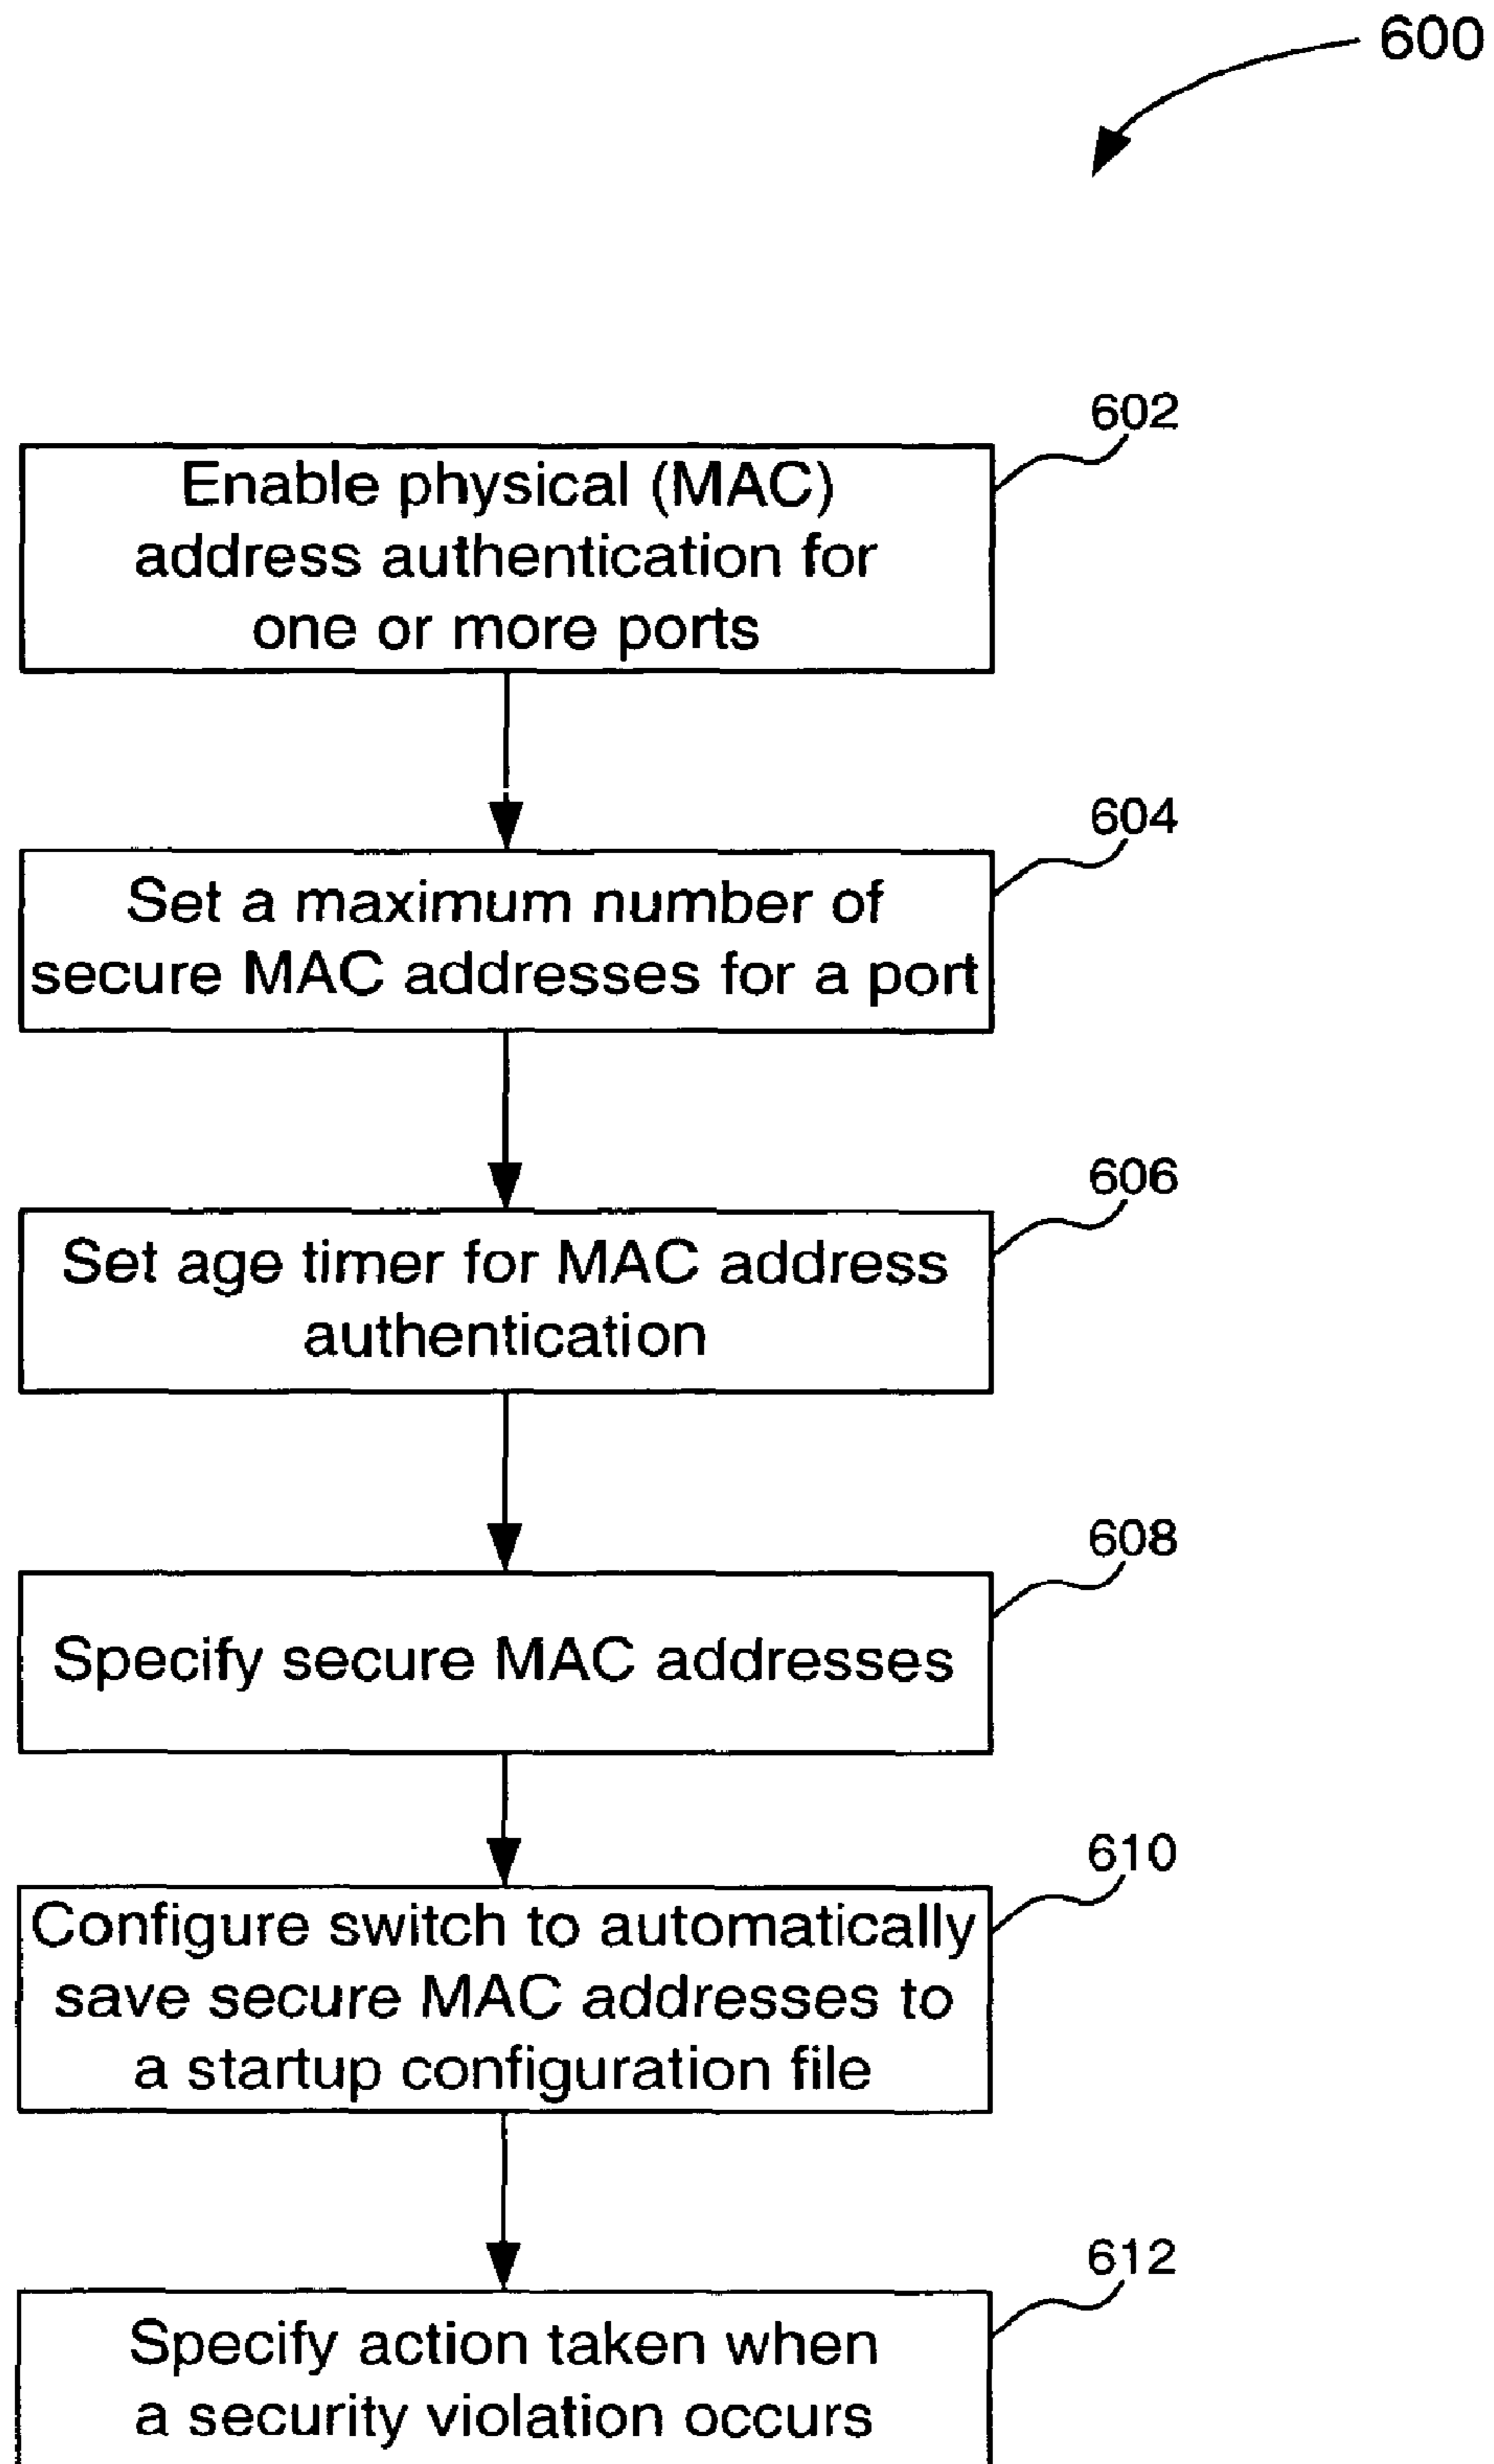 600
602
Enable physical (MAC)
address authentication for
one or more ports
604
Set a maximum number of
secure MAC addresses for a port
606
Set age timer for MAC address
authentication
608
Specify secure MAC addresses
610
Configure switch to automatically
save secure MAC addresses to
a startup configuration file
612
Specify action taken when
a security violation occurs